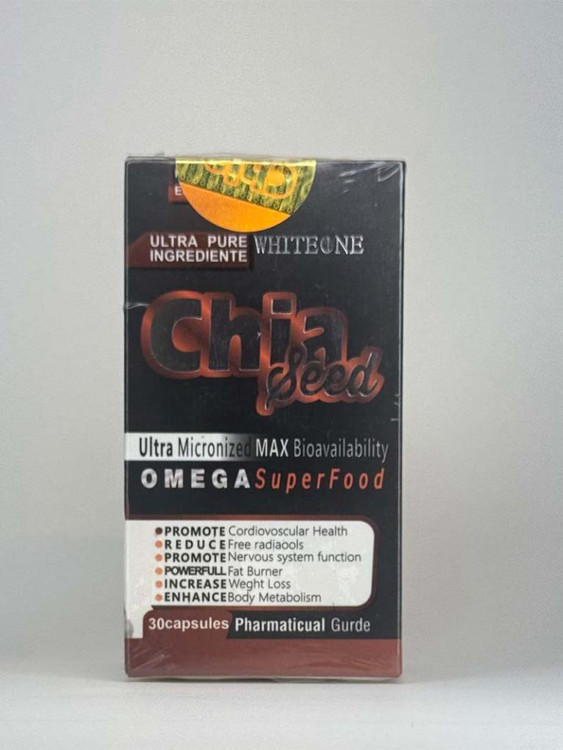 ULTRA PURE
INGREDIENTE
WHITEONE
Chia
Seed
Ultra Micronized MAX Bioavailability
OMEGA SuperFood
PROMOTE Cordiovoscular Health
REDUCE Free radiaools
PROMOTE Nervous system function
POWERFULL Fat Burner
INCREASE Weght Loss
ENHANCE Body Metabolism
30capsules Pharmaticual Gurde